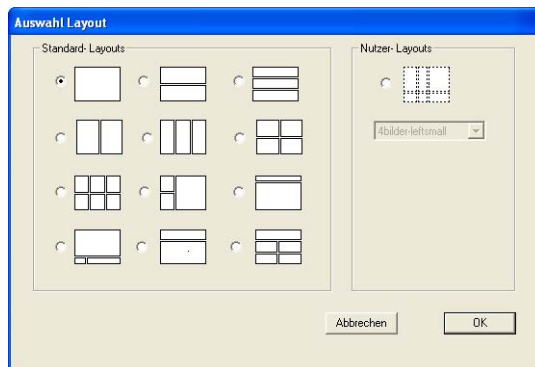 Auswahl Layout
Standard- Layouts
Nutzer- Layouts
4bilder-leftsmall
Abbrechen
OK